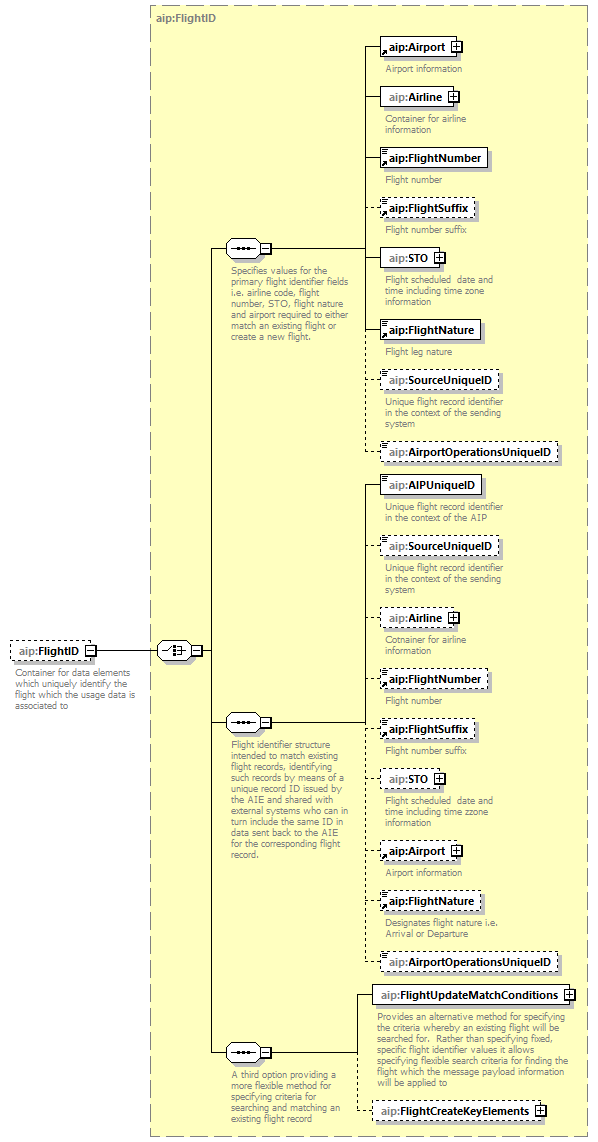 aip:FlightID
aip:Airport
Airport information
aip:Airline
Container for airline
information
aip:FlightNumber
Flight number
aip:FlightSuffix
Flight number suffix
Specifies values for the
primary flight identifier fields
i.e. airline code, flight
number, STO, flight nature
and airport required to either
match an existing flight or
create a new flight.
aip:STO
Flight scheduled date and
time including time zone
information
aip:FlightNature
Flight leg nature
aip:SourceUniqueID
Unique flight record identifier
in the context of the sending
system
aip:AirportOperationsUniqueID
aip:AIPUniqueID
Unique flight record identifier
in the context of the AIP
aip:SourceUniqueID
Unique flight record identifier
in the context of the sending
system
aip:FlightID
Container for data elements
which uniquely identify the
flight which the usage data is
associated to
aip:Airline
Cotnainer for airline
information
aip:FlightNumber
Flight number
aip:FlightSuffix
Flight number suffix
Flight identifier structure
intended to match existing
flight records, identifying
such records by means of a
unique record ID issued by
the AIE and shared with
external systems who can in
turn include the same ID in
data sent back to the AIE
for the corresponding flight
record.
aip:STO
Flight scheduled date and
time including time zzone
information
aip:Airport
Airport information
aip:FlightNature
Designates flight nature i.e.
Arrival or Departure
aip:AirportOperationsUniqueID
aip:FlightUpdateMatchConditions
Provides an alternative method for specifying
the criteria whereby an existing flight will be
searched for. Rather than specifying fixed,
specific flight identifier values it allows
specifying flexible search criteria for finding the
flight which the message payload information
will be applied to
A third option providing a
more flexible method for
specifying criteria for
searching and matching an
existing flight record
aip:FlightCreateKeyElements